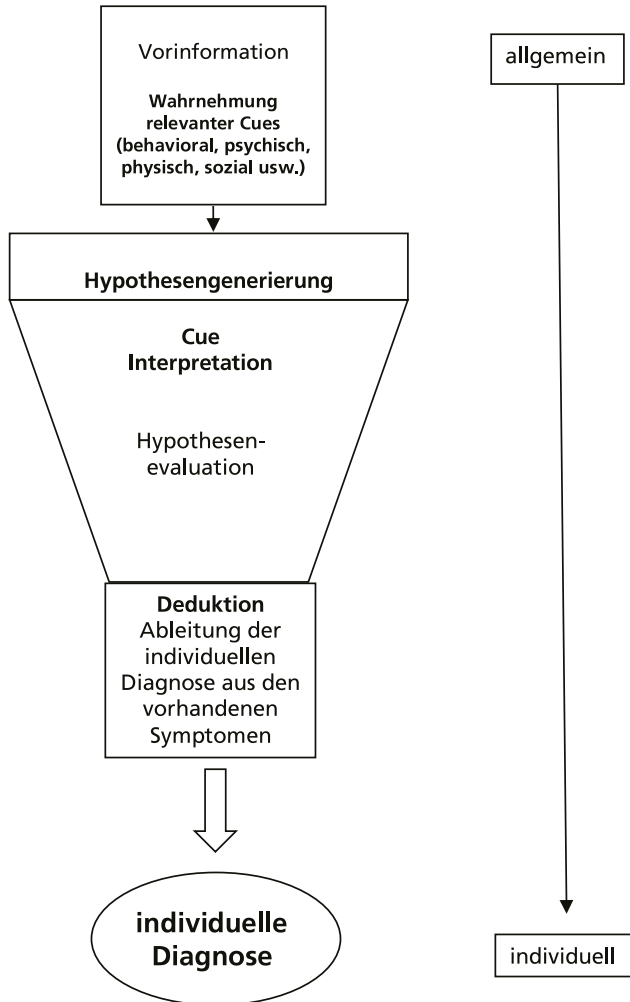 Vorinformation
Wahrnehmung
relevanter Cues
(behavioral, psychisch,
physisch, sozial usw.)
Hypothesengenerierung
Cue
Interpretation
Hypothesen-
evaluation
Deduktion
Ableitung der
individuellen
Diagnose aus den
vorhandenen
Symptomen
individuelle
Diagnose
allgemein
individuell